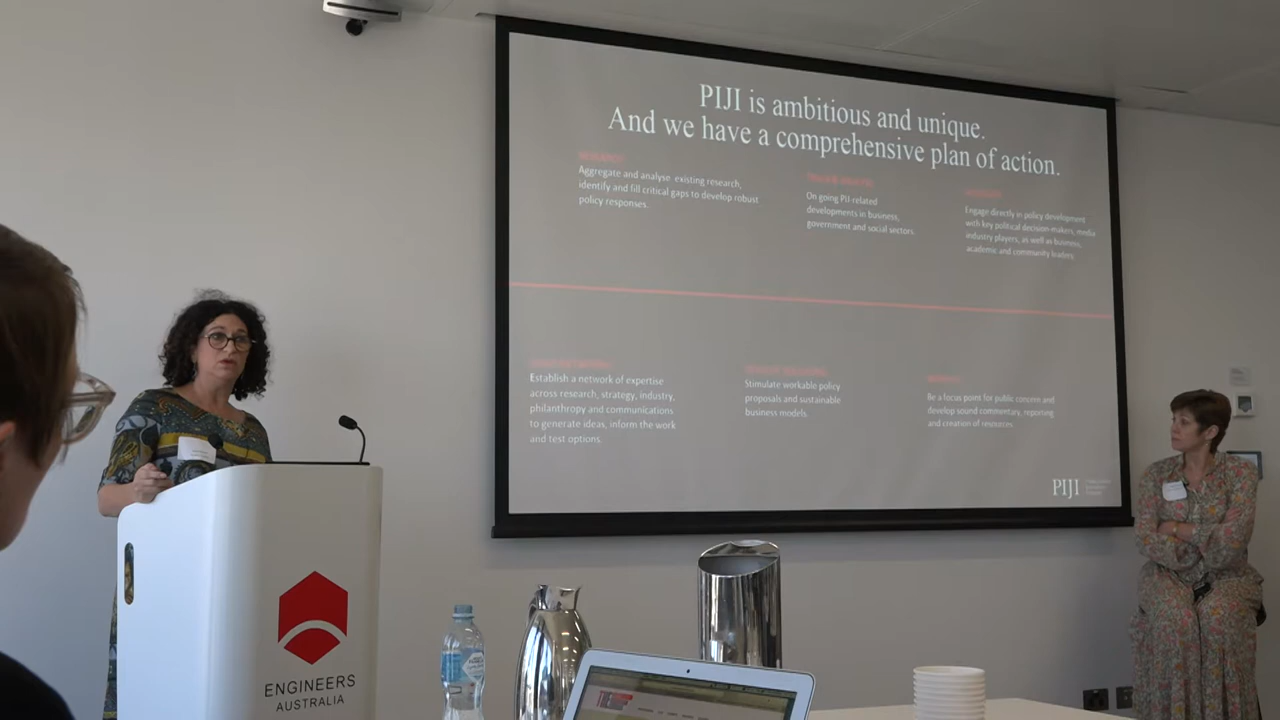 PIJI is ambitious and unique.
And we have a comprehensive plan of action.
Aggregate and analyse existing research,
identify and fill critical gaps to develop robust
policy responses.
On going PIJ-related
developments in business,
government and social sectors.
Engage directly in policy development
with key political decision-makers, media
industry players, as well as business,
academic and community leaders.
Establish a network of expertise
across research, strategy, industry,
philanthropy and communications
to generate ideas, inform the work
and test options.
Stimulate workable policy
proposals and sustainable
business models.
Be a focus point for public concern and
develop sound commentary, reporting
and creation of resources.
PIJI
ENGINEERS
AUSTRALIA